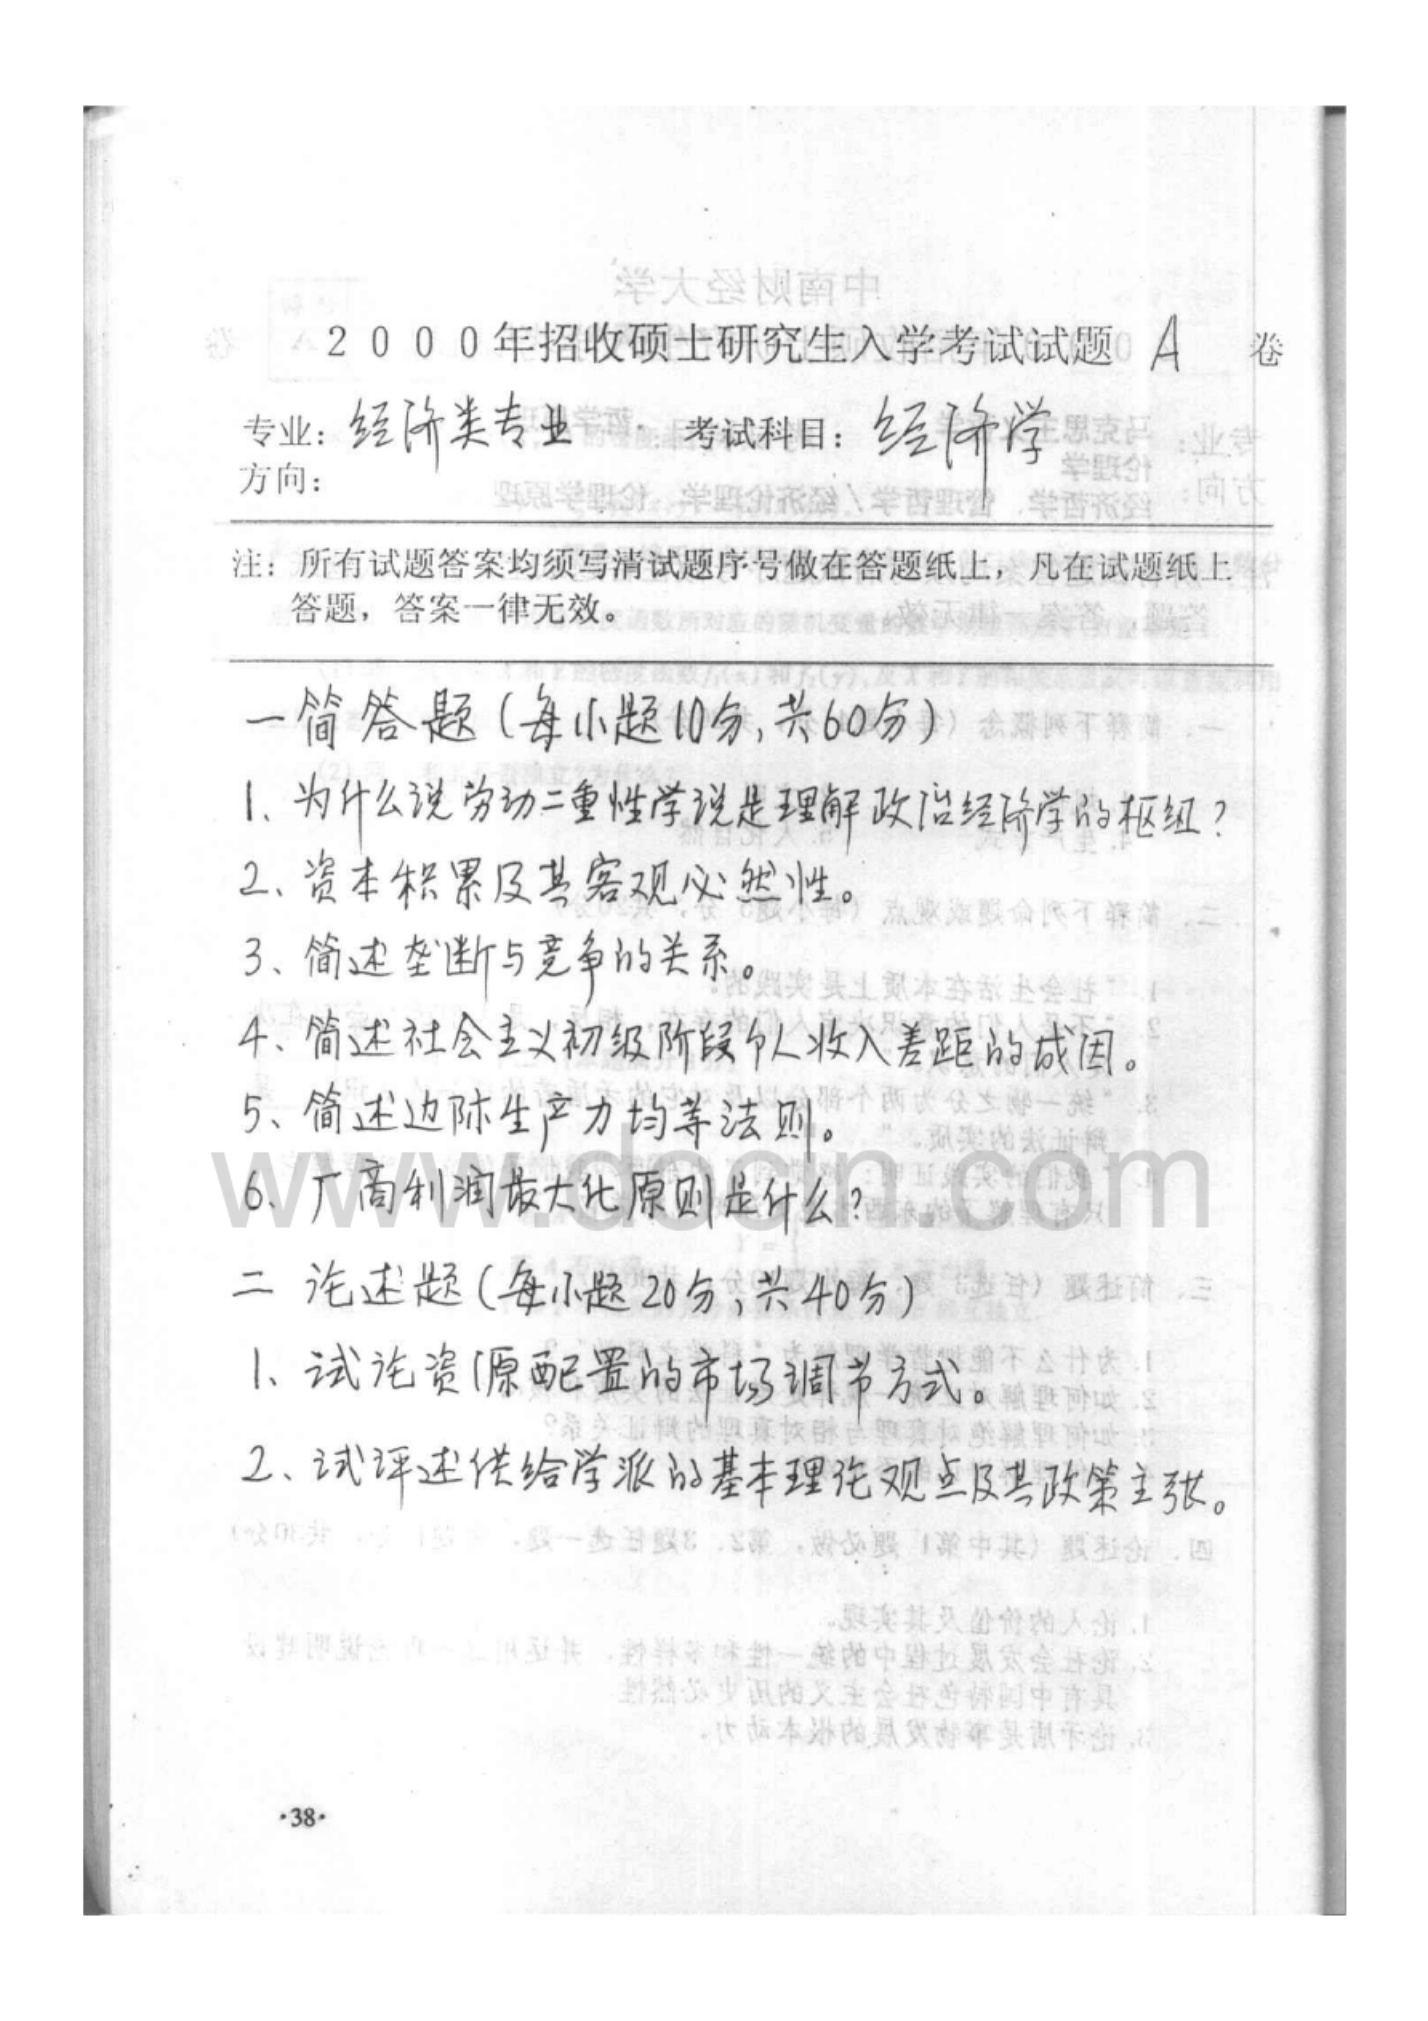 2000年招收硕士研究生入学考试试题 A 卷
专业：经济类专业 考试科目：经济学
方向：
注：所有试题答案均须写清试题序号做在答题纸上，凡在试题纸上
答题，答案一律无效。
一 简答题（每小题10分，共60分）
1、为什么说劳动二重性学说是理解政治经济学的枢纽？
2、资本积累及其客观必然性。
3、简述垄断与竞争的关系。
4、简述社会主义初级阶段个人收入差距的成因。
5、简述边际生产力均等法则。
6、厂商利润最大化原则是什么？
www.docin.com
二 论述题（每小题20分，共40分）
1、试论资源配置的市场调节方式。
2、试评述供给学派的基本理论观点及其政策主张。
·38·